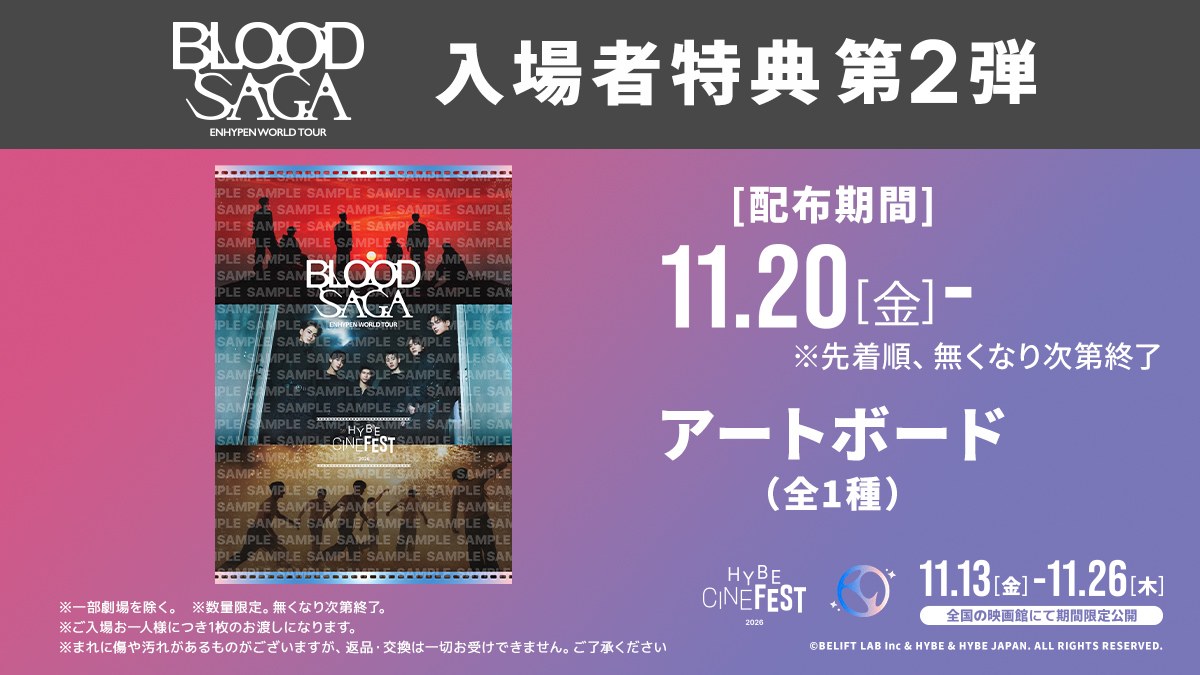 BLOOD
SAGA
ENHYPEN WORLD TOUR
入場者特典 第2弾
SAMPLE SAMPLE SAMPLE SAMPLE SAMPLE
BLOOD
SAGA
ENHYPEN WORLD TOUR
HYBE
CINEFEST
2026
[配布期間]
11.20[金]-
※先着順、無くなり次第終了
アートボード
（全1種）
HYBE
CINEFEST
2026
11.13[金]-11.26[木]
全国の映画館にて期間限定公開
※一部劇場を除く。 ※数量限定。無くなり次第終了。
※ご入場お一人様につき1枚のお渡しになります。
※まれに傷や汚れがあるものがございますが、返品・交換は一切お受けできません。ご了承ください
©BELIFT LAB Inc & HYBE & HYBE JAPAN. ALL RIGHTS RESERVED.